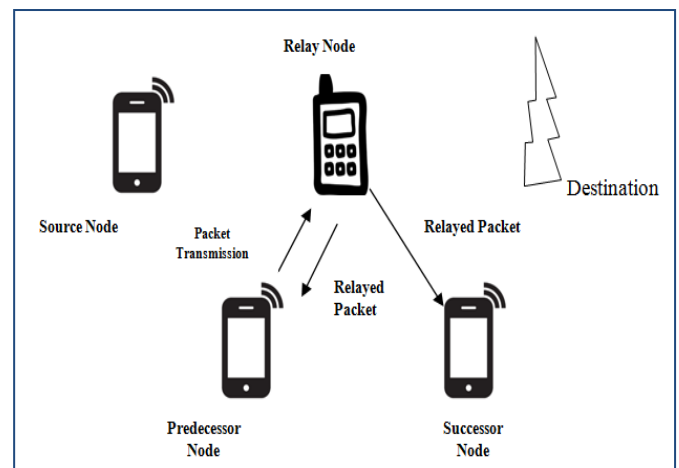 Relay Node
Destination
Source Node
Packet
Transmission
Relayed Packet
Relayed
Packet
Predecessor
Node
Successor
Node